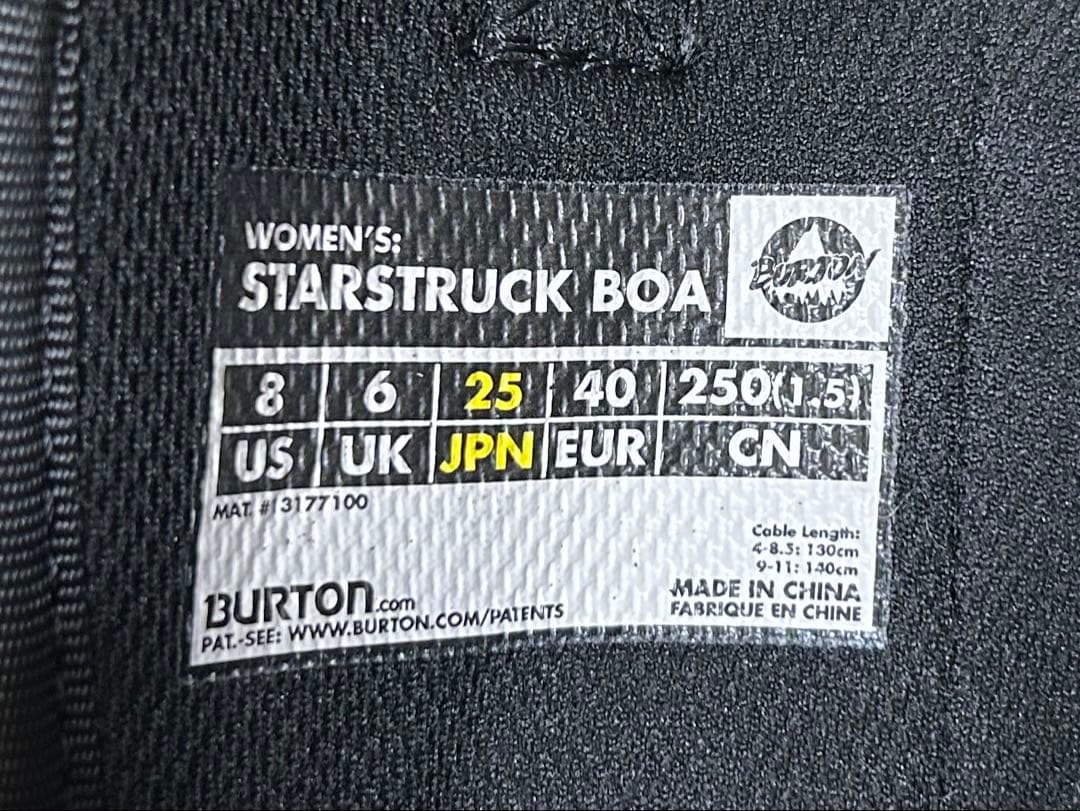 WOMEN'S:
STARSTRUCK BOA
BURTON
8 6 25 40 250(1.5)
US UK JPN EUR CN
MAT. #13177100
Cable Length:
4-8.5: 130cm
9-11: 140cm
BURTON.com
PAT.-SEE: WWW.BURTON.COM/PATENTS
MADE IN CHINA
FABRIQUE EN CHINE